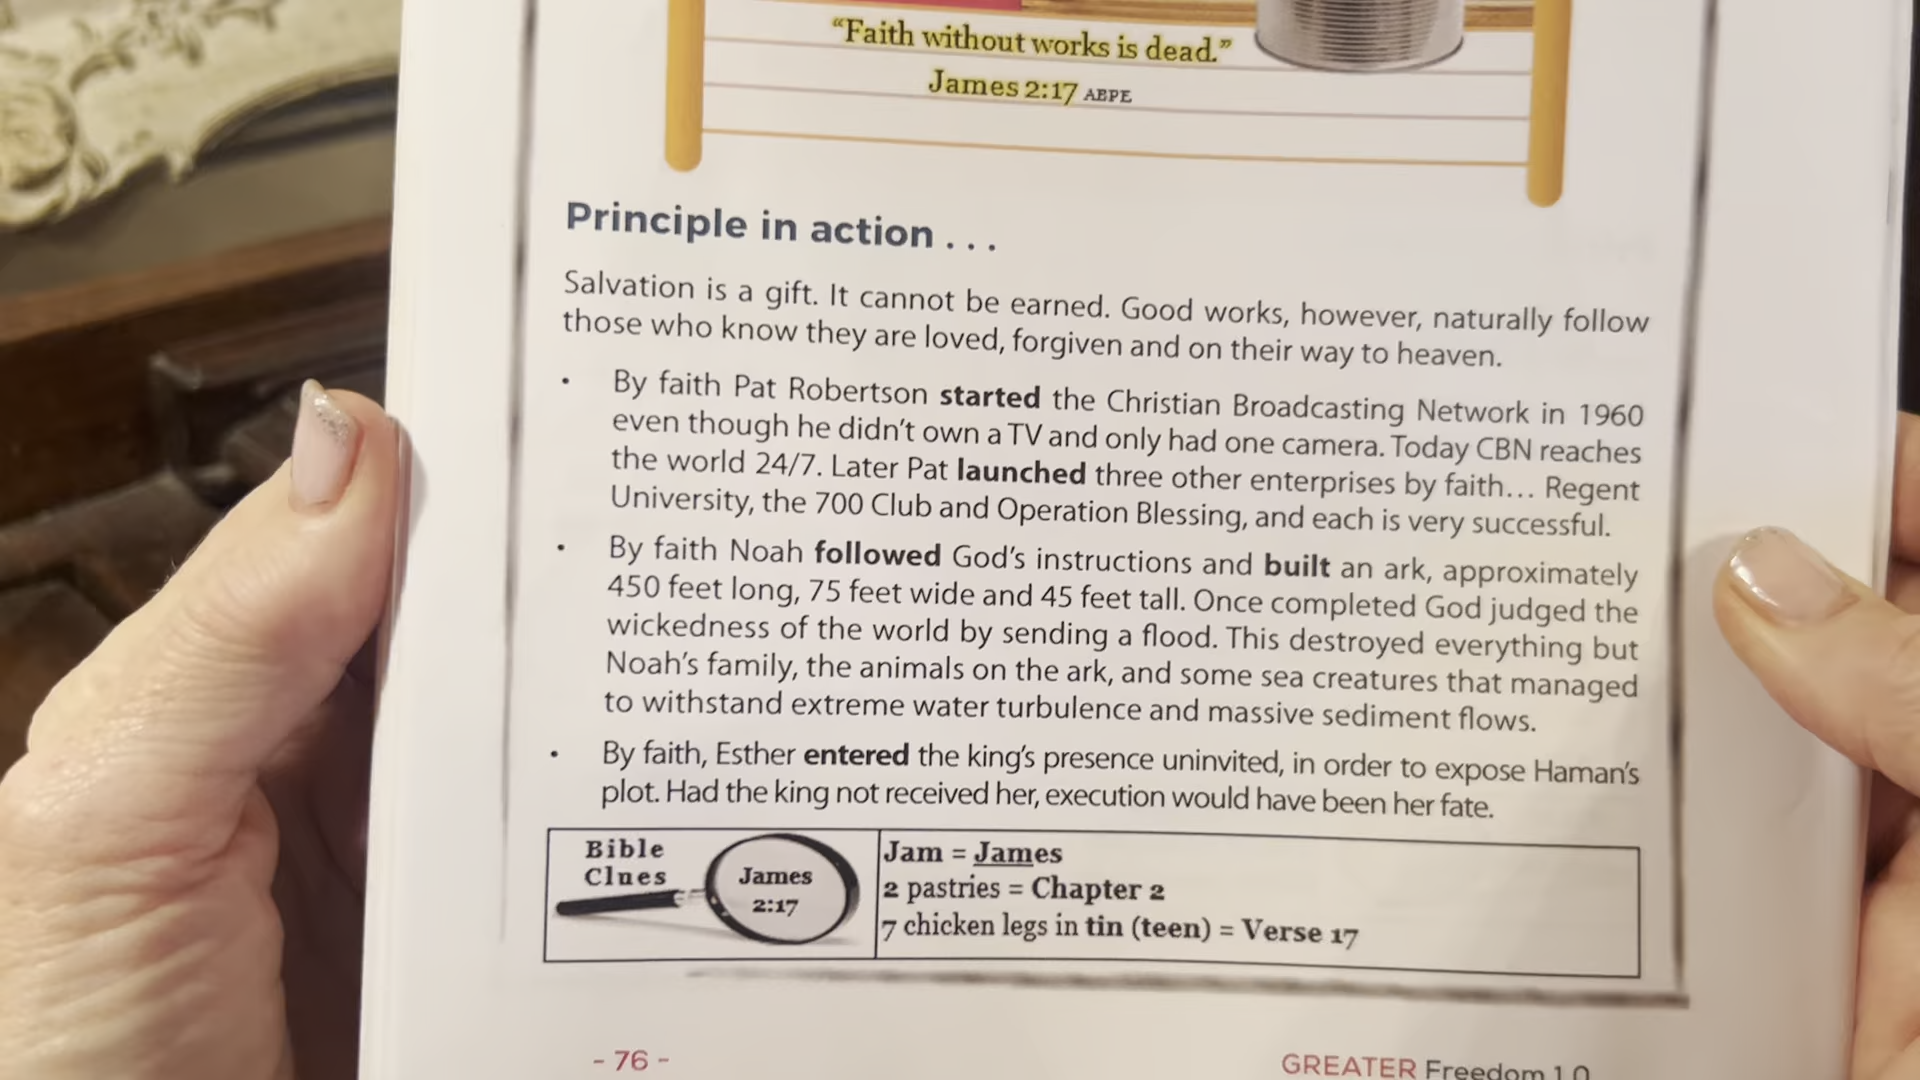 “Faith without works is dead.”
James 2:17 ABPE
Principle in action . . .
Salvation is a gift. It cannot be earned. Good works, however, naturally follow
those who know they are loved, forgiven and on their way to heaven.
• By faith Pat Robertson started the Christian Broadcasting Network in 1960
even though he didn’t own a TV and only had one camera. Today CBN reaches
the world 24/7. Later Pat launched three other enterprises by faith… Regent
University, the 700 Club and Operation Blessing, and each is very successful.
• By faith Noah followed God’s instructions and built an ark, approximately
450 feet long, 75 feet wide and 45 feet tall. Once completed God judged the
wickedness of the world by sending a flood. This destroyed everything but
Noah’s family, the animals on the ark, and some sea creatures that managed
to withstand extreme water turbulence and massive sediment flows.
• By faith, Esther entered the king’s presence uninvited, in order to expose Haman’s
plot. Had the king not received her, execution would have been her fate.
Bible
Clues
James
2:17
Jam = James
2 pastries = Chapter 2
7 chicken legs in tin (teen) = Verse 17
- 76 -
GREATER Freedom 1.0